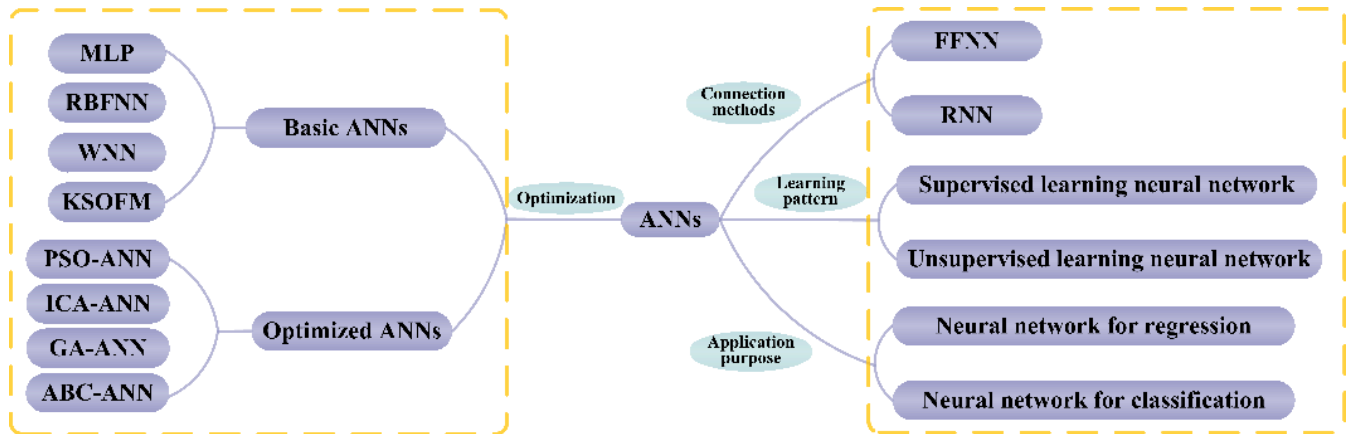 MLP
RBFNN
WNN
KSOFM
Basic ANNs
PSO-ANN
ICA-ANN
GA-ANN
ABC-ANN
Optimized ANNs
Optimization
ANNs
Connection
methods
FFNN
RNN
Learning
pattern
Supervised learning neural network
Unsupervised learning neural network
Application
purpose
Neural network for regression
Neural network for classification